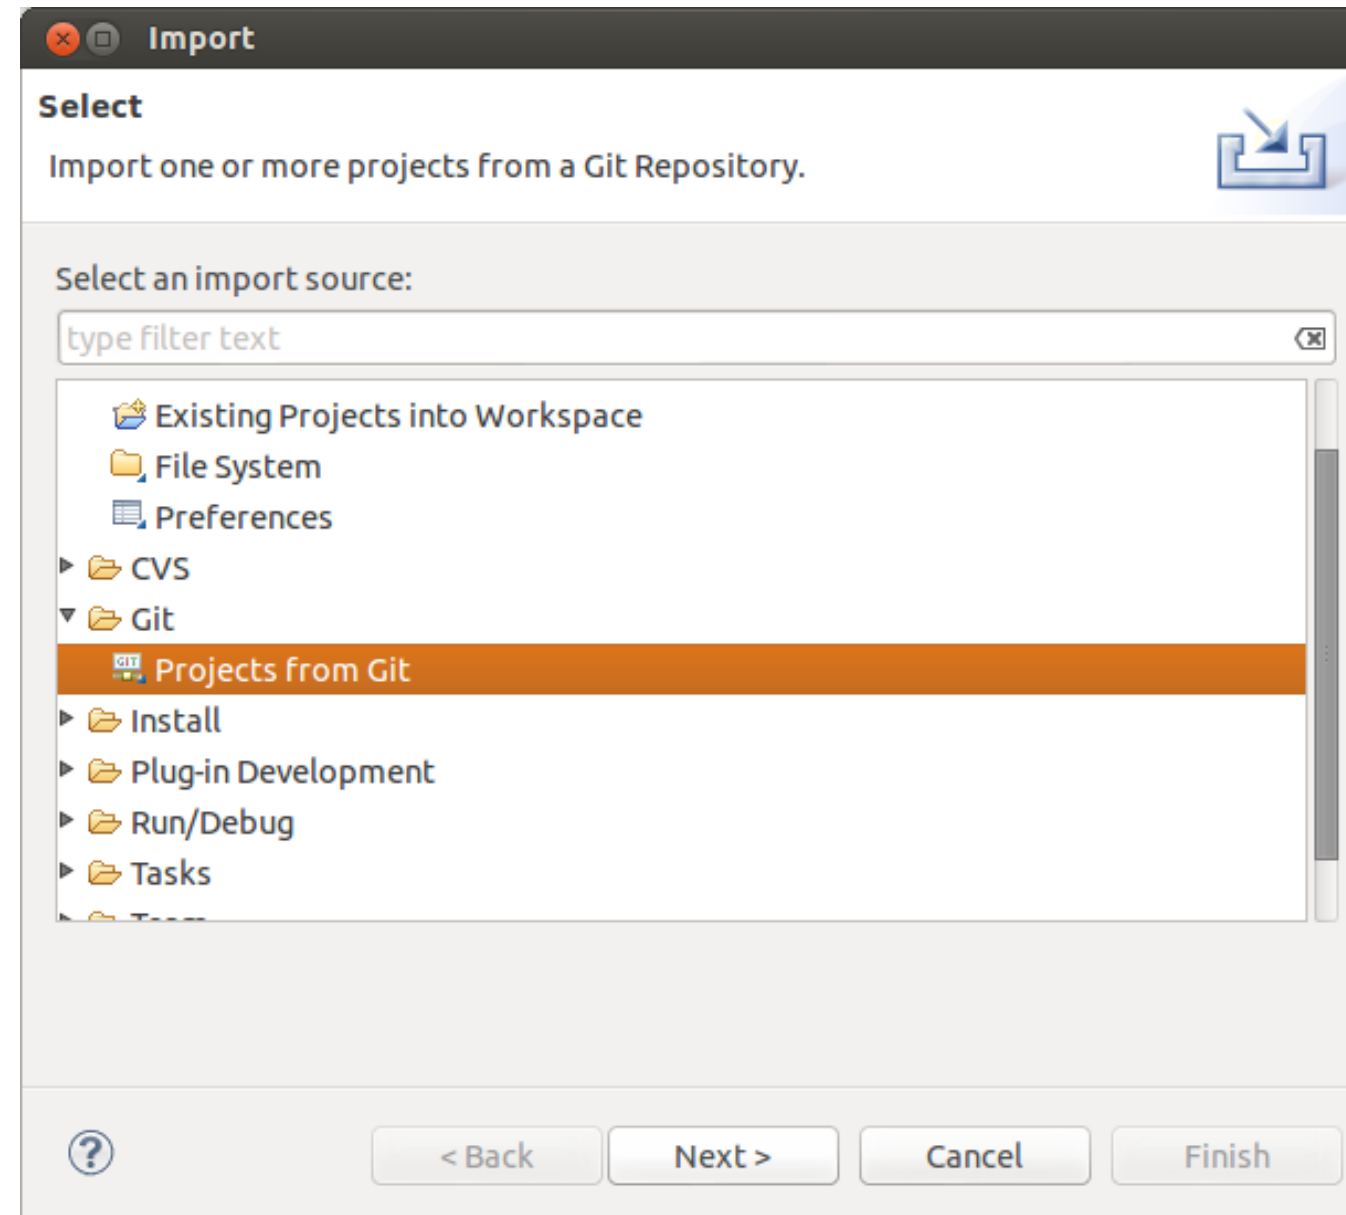 Import
Select
Import one or more projects from a Git Repository.
Select an import source:
type filter text
Existing Projects into Workspace
File System
Preferences
CVS
Git
GIT
Projects from Git
Install
Plug-in Development
Run/Debug
Tasks
Team
?
< Back
Next >
Cancel
Finish